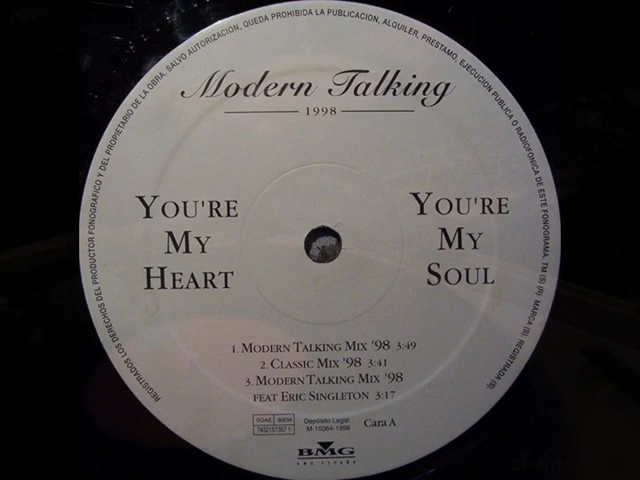 REGISTRADOS LOS DERECHOS DEL PRODUCTOR FONOGRAFICO Y DEL PROPIETARIO DE LA OBRA. SALVO AUTORIZACION, QUEDA PROHIBIDA LA PUBLICACION, ALQUILER, PRESTAMO, EJECUCION PUBLICA O RADIOFONICA DE ESTE FONOGRAMA. TM (S) (R) MARCA (S) REGISTRADA (S).
Modern Talking
1998
YOU'RE MY HEART
YOU'RE MY SOUL
1. MODERN TALKING MIX '98 3:49
2. CLASSIC MIX '98 3:41
3. MODERN TALKING MIX '98
FEAT ERIC SINGLETON 3:17
SGAE BIEM
Depósito Legal:
M-10364-1998
Cara A
BMG
BMG ESPAÑA